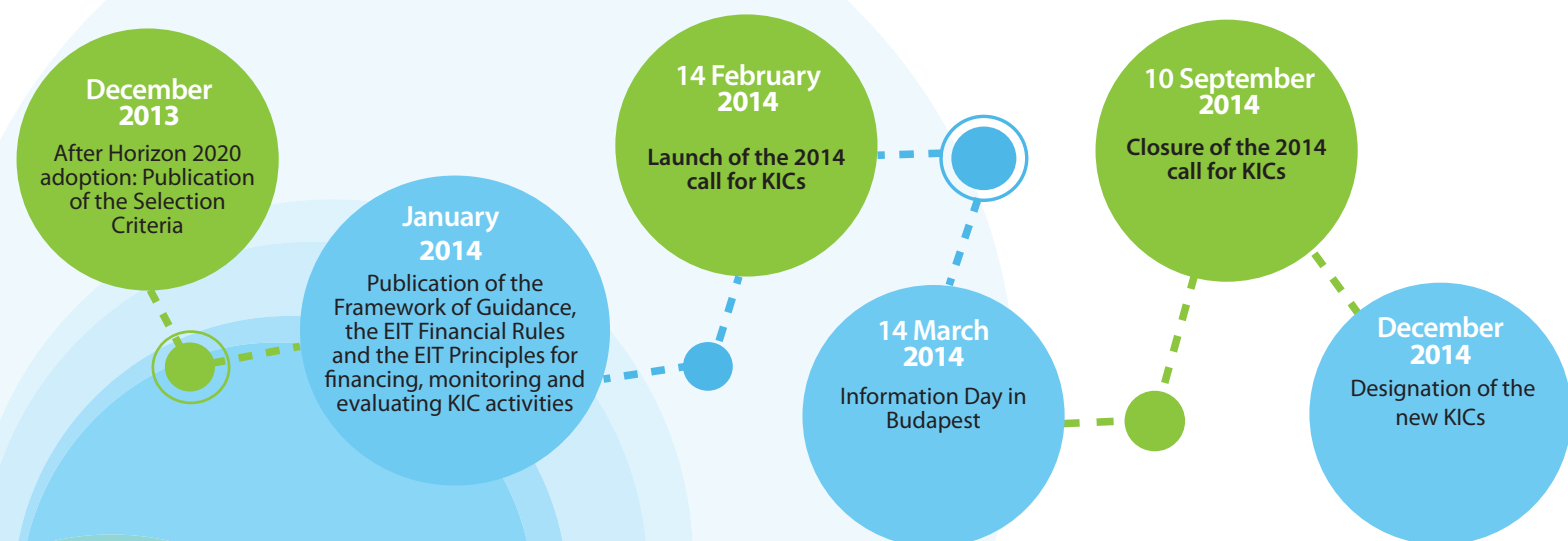 December
2013
After Horizon 2020
adoption: Publication
of the Selection
Criteria
January
2014
Publication of the
Framework of Guidance,
the EIT Financial Rules
and the EIT Principles for
financing, monitoring and
evaluating KIC activities
14 February
2014
Launch of the 2014
call for KICs
14 March
2014
Information Day in
Budapest
10 September
2014
Closure of the 2014
call for KICs
December
2014
Designation of the
new KICs